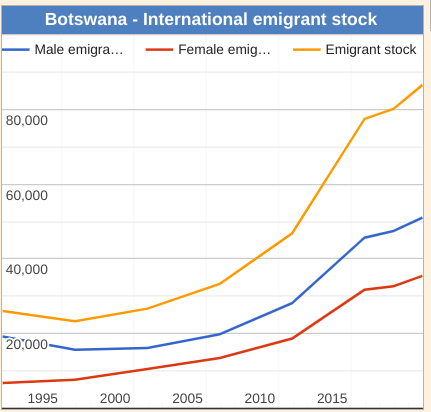 Botswana - International emigrant stock
Male emigra… Female emig… Emigrant stock
80,000
60,000
40,000
20,000
1995 2000 2005 2010 2015